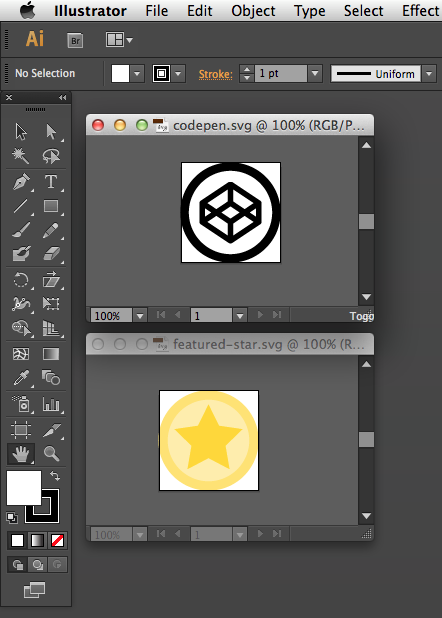 Illustrator File Edit Object Type Select Effect
Ai Br
No Selection Stroke: 1 pt Uniform
codepen.svg @ 100% (RGB/P...
100% 1 Togg
featured-star.svg @ 100% (R...
100% 1